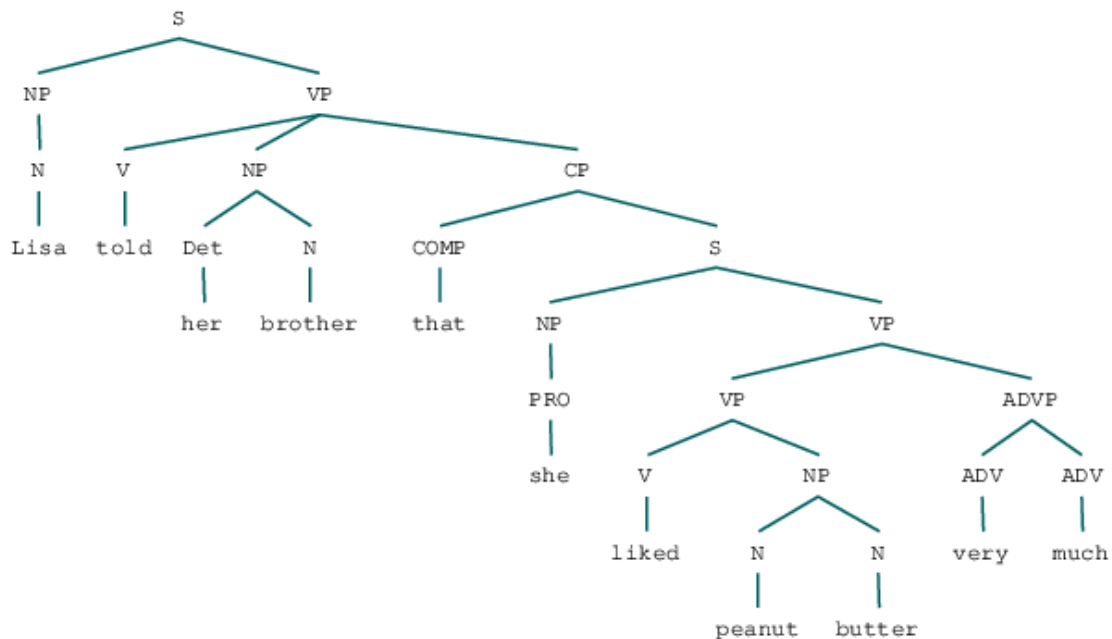 S
NP VP
N V NP CP
Lisa told Det N COMP S
her brother that NP VP
PRO VP ADVP
she V NP ADV ADV
liked N N very much
peanut butter